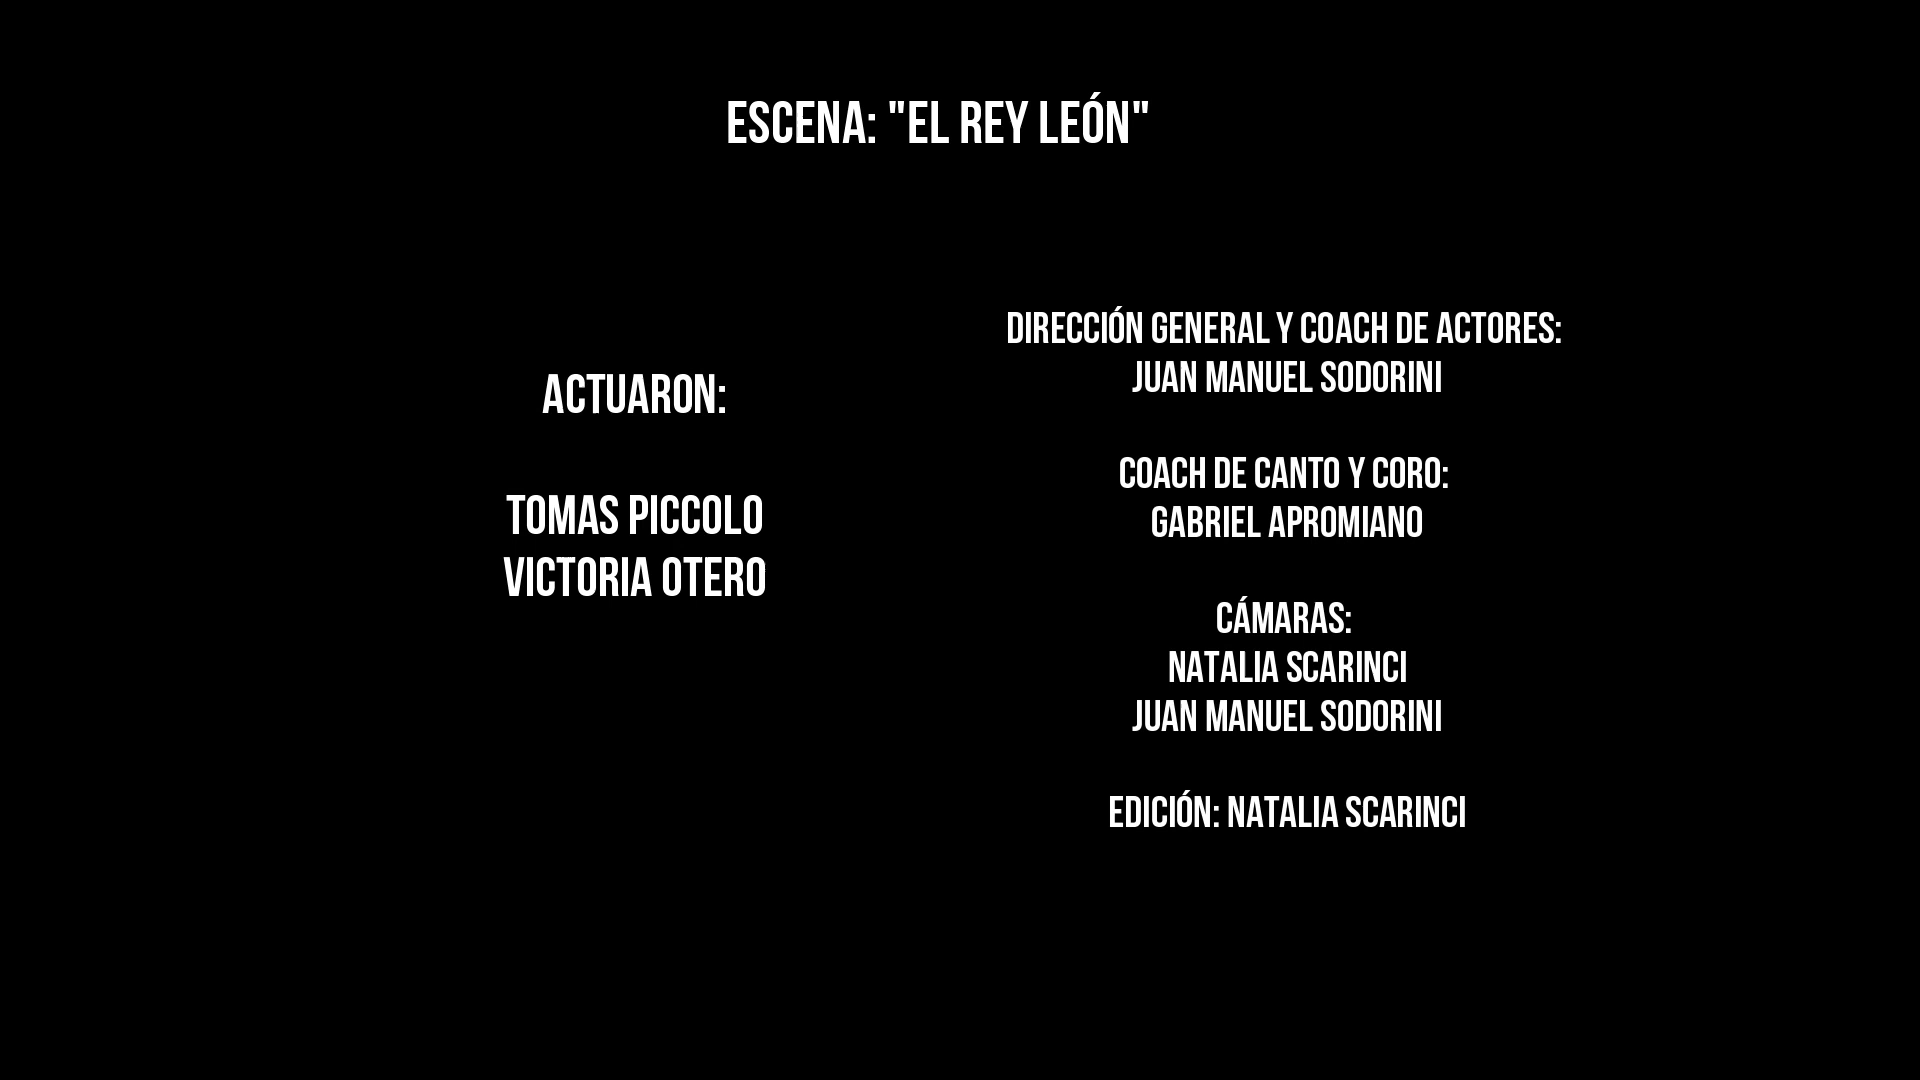 ESCENA: "EL REY LEÓN"
ACTUARON:
TOMAS PICCOLO
VICTORIA OTERO
DIRECCIÓN GENERAL Y COACH DE ACTORES:
JUAN MANUEL SODORINI
COACH DE CANTO Y CORO:
GABRIEL APROMIANO
CÁMARAS:
NATALIA SCARINCI
JUAN MANUEL SODORINI
EDICIÓN: NATALIA SCARINCI